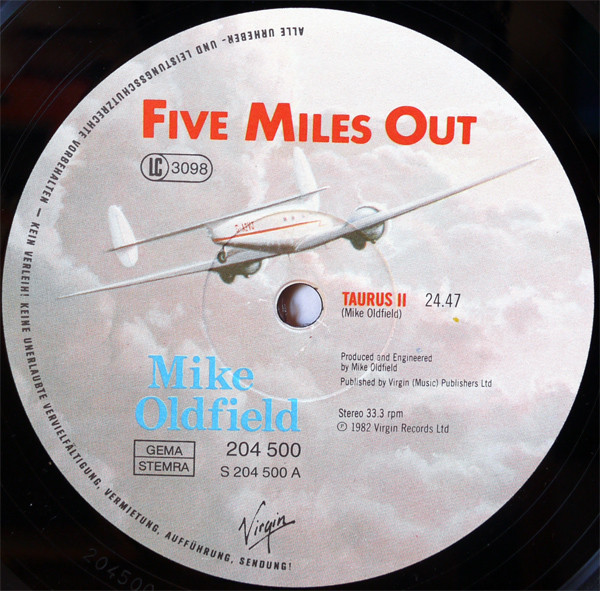 ALLE URHEBER- UND LEISTUNGSSCHUTZRECHTE VORBEHALTEN – KEIN VERLEIH! KEINE UNERLAUBTE VERVIELFÄLTIGUNG, VERMIETUNG, AUFFÜHRUNG, SENDUNG!
FIVE MILES OUT
LC 3098
TAURUS II 24.47
(Mike Oldfield)
Produced and Engineered
by Mike Oldfield
Published by Virgin (Music) Publishers Ltd
Mike
Oldfield
Stereo 33.3 rpm
℗ 1982 Virgin Records Ltd
GEMA
STEMRA
204 500
S 204 500 A
Virgin
204500